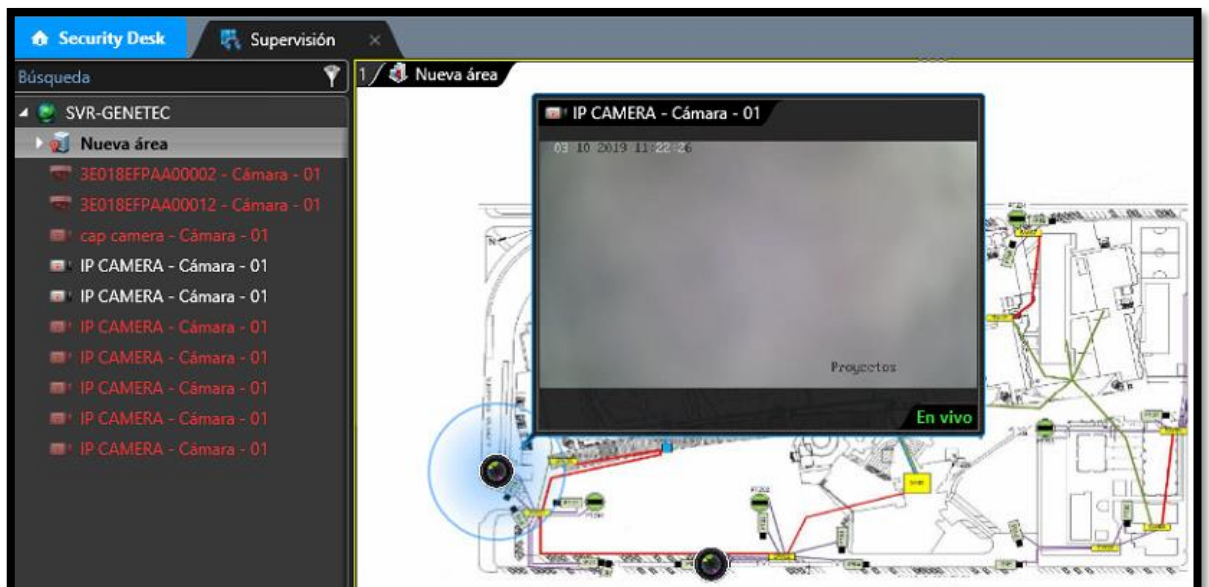 Security Desk
Supervisión
Búsqueda
1 Nueva área
SVR-GENETEC
Nueva área
3E018EFPAA00002 - Cámara - 01
3E018EFPAA00012 - Cámara - 01
cap camera - Cámara - 01
IP CAMERA - Cámara - 01
IP CAMERA - Cámara - 01
IP CAMERA - Cámara - 01
IP CAMERA - Cámara - 01
IP CAMERA - Cámara - 01
IP CAMERA - Cámara - 01
IP CAMERA - Cámara - 01
IP CAMERA - Cámara - 01
03 10 2019 11:22:26
Proyectos
En vivo